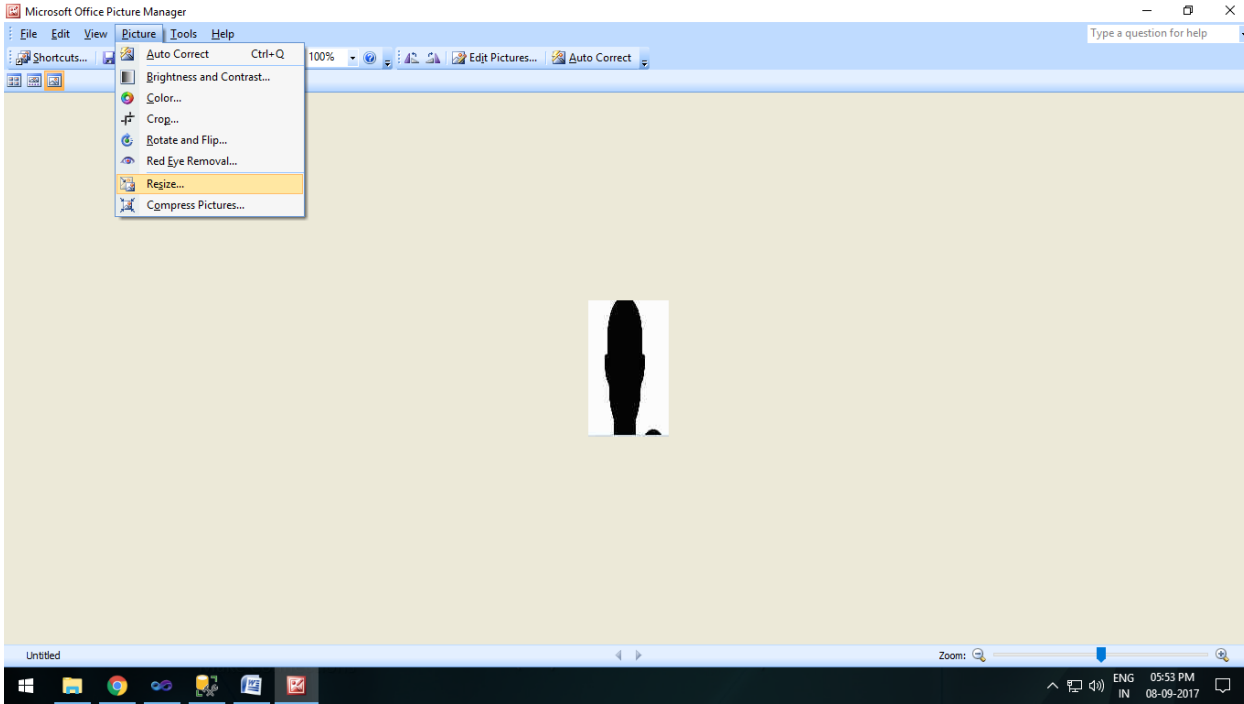 Microsoft Office Picture Manager
File Edit View Picture Tools Help
Type a question for help
Shortcuts... 100% Edit Pictures... Auto Correct
Auto Correct Ctrl+Q
Brightness and Contrast...
Color...
Crop...
Rotate and Flip...
Red Eye Removal...
Resize...
Compress Pictures...
Untitled
Zoom:
ENG 05:53 PM
IN 08-09-2017